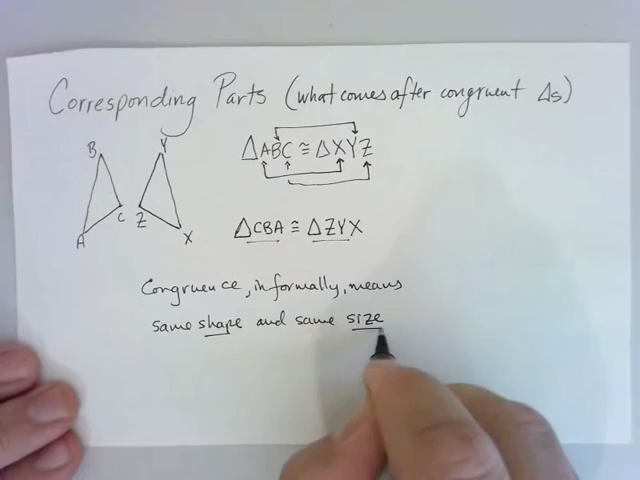 Corresponding Parts (what comes after congruent Δs)
B Y
ΔABC ≅ ΔXYZ
C Z
A X
ΔCBA ≅ ΔZYX
Congruence, informally, means
same shape and same size